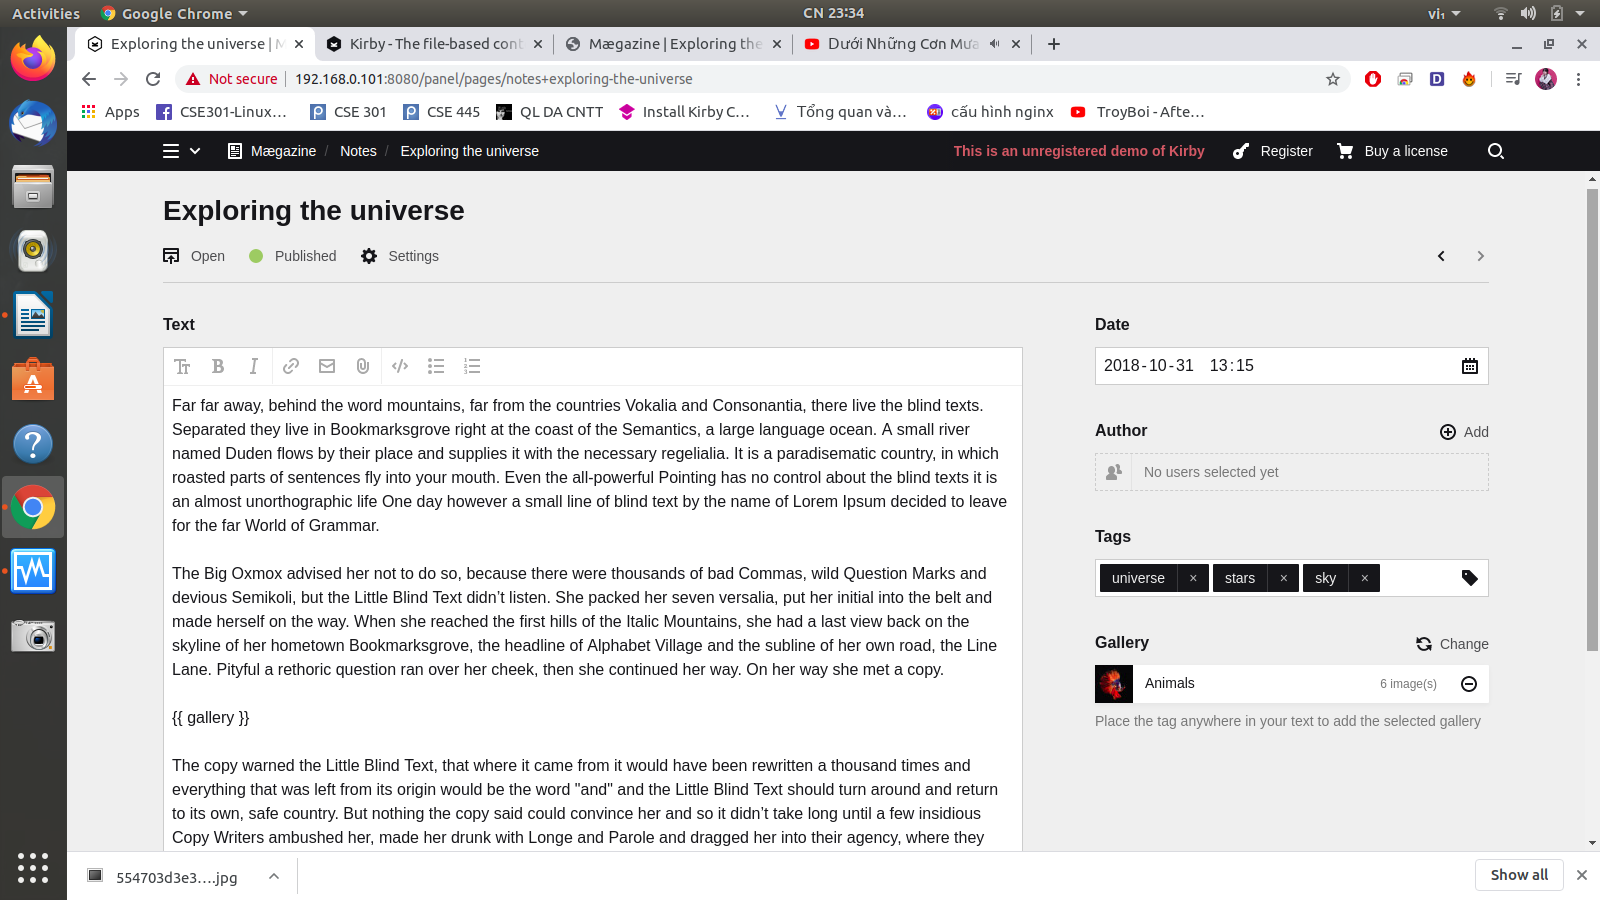 Activities
Google Chrome
CN 23:34
vi₁
Exploring the universe | M
Kirby - The file-based cont
Mægazine | Exploring the
Dưới Những Cơn Mưa
Not secure
192.168.0.101:8080/panel/pages/notes+exploring-the-universe
Apps
CSE301-Linux...
CSE 301
CSE 445
QL DA CNTT
Install Kirby C...
Tổng quan và...
cấu hình nginx
TroyBoi - Afte...
Mægazine / Notes / Exploring the universe
This is an unregistered demo of Kirby
Register
Buy a license
Exploring the universe
Open
Published
Settings
Text
Far far away, behind the word mountains, far from the countries Vokalia and Consonantia, there live the blind texts.
Separated they live in Bookmarksgrove right at the coast of the Semantics, a large language ocean. A small river
named Duden flows by their place and supplies it with the necessary regelialia. It is a paradisematic country, in which
roasted parts of sentences fly into your mouth. Even the all-powerful Pointing has no control about the blind texts it is
an almost unorthographic life One day however a small line of blind text by the name of Lorem Ipsum decided to leave
for the far World of Grammar.
The Big Oxmox advised her not to do so, because there were thousands of bad Commas, wild Question Marks and
devious Semikoli, but the Little Blind Text didn’t listen. She packed her seven versalia, put her initial into the belt and
made herself on the way. When she reached the first hills of the Italic Mountains, she had a last view back on the
skyline of her hometown Bookmarksgrove, the headline of Alphabet Village and the subline of her own road, the Line
Lane. Pityful a rethoric question ran over her cheek, then she continued her way. On her way she met a copy.
{{ gallery }}
The copy warned the Little Blind Text, that where it came from it would have been rewritten a thousand times and
everything that was left from its origin would be the word "and" and the Little Blind Text should turn around and return
to its own, safe country. But nothing the copy said could convince her and so it didn’t take long until a few insidious
Copy Writers ambushed her, made her drunk with Longe and Parole and dragged her into their agency, where they
Date
2018-10-31 13:15
Author
Add
No users selected yet
Tags
universe × stars × sky ×
Gallery
Change
Animals
6 image(s)
Place the tag anywhere in your text to add the selected gallery
554703d3e3....jpg
Show all